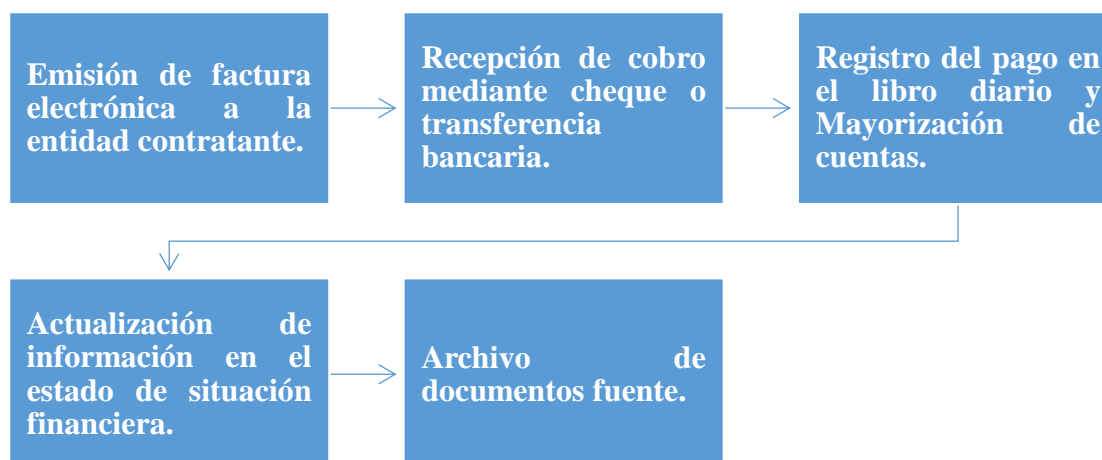 Emisión de factura
electrónica a la
entidad contratante.
Recepción de cobro
mediante cheque o
transferencia
bancaria.
Registro del pago en
el libro diario y
Mayorización de
cuentas.
Actualización de
información en el
estado de situación
financiera.
Archivo de
documentos fuente.